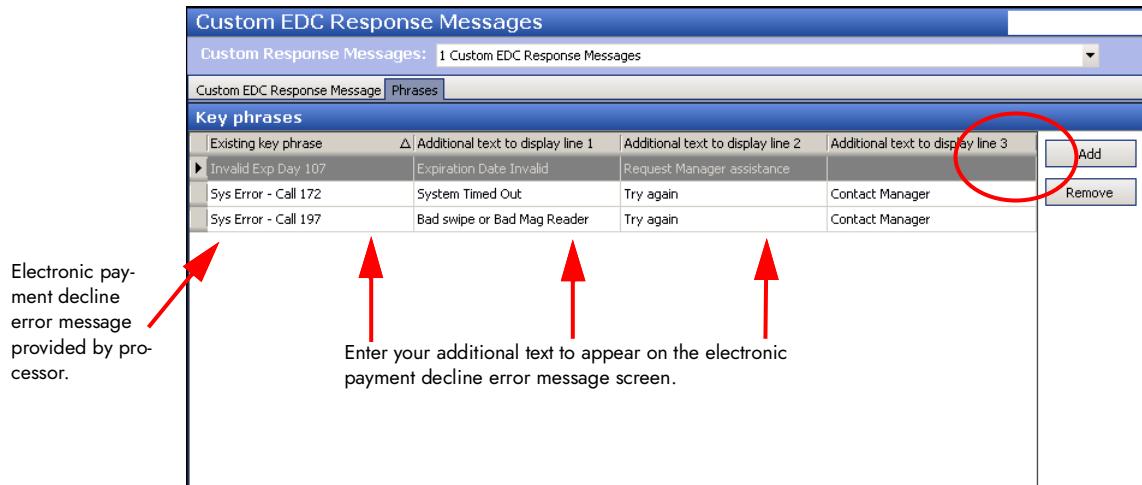 Custom EDC Response Messages
Custom Response Messages: 1 Custom EDC Response Messages
Custom EDC Response Message Phrases
Key phrases
Existing key phrase Additional text to display line 1 Additional text to display line 2 Additional text to display line 3
Invalid Exp Day 107 Expiration Date Invalid Request Manager assistance
Sys Error - Call 172 System Timed Out Try again Contact Manager
Sys Error - Call 197 Bad swipe or Bad Mag Reader Try again Contact Manager
Add
Remove
Electronic pay-
ment decline
error message
provided by pro-
cessor.
Enter your additional text to appear on the electronic
payment decline error message screen.